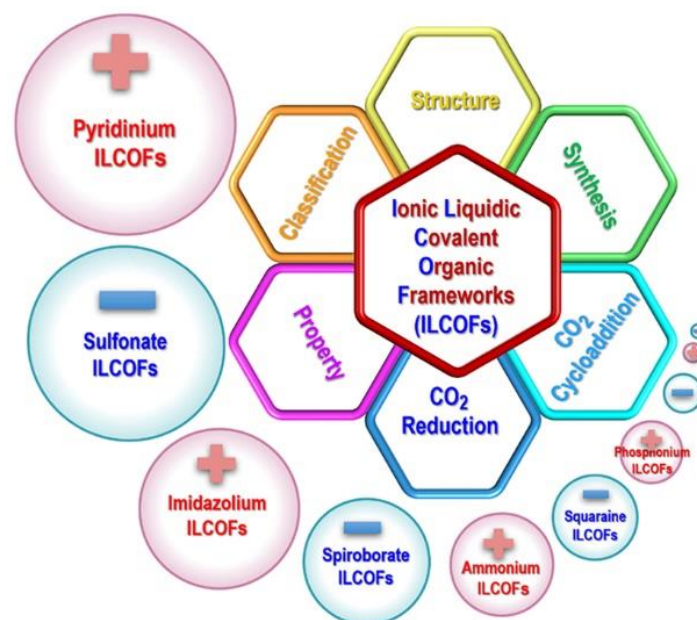 Pyridinium
ILCOFs
Structure
Classification
Synthesis
Ionic Liquidic
Covalent
Organic
Frameworks
(ILCOFs)
Sulfonate
ILCOFs
Property
CO₂
Cycloaddition
CO₂
Reduction
Phosphonium
ILCOFs
Imidazolium
ILCOFs
Squaraine
ILCOFs
Spiroborate
ILCOFs
Ammonium
ILCOFs